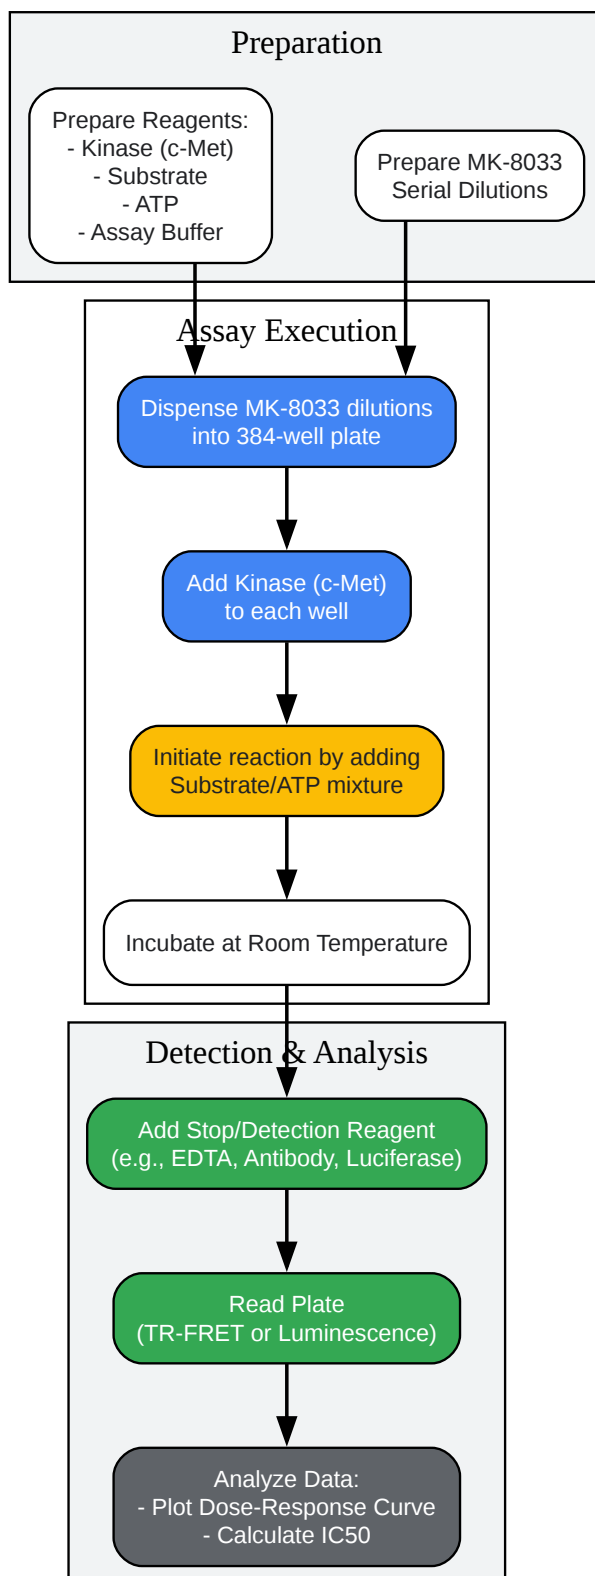 Preparation
Prepare Reagents:
- Kinase (c-Met)
- Substrate
- ATP
- Assay Buffer
Prepare MK-8033
Serial Dilutions
Assay Execution
Dispense MK-8033 dilutions
into 384-well plate
Add Kinase (c-Met)
to each well
Initiate reaction by adding
Substrate/ATP mixture
Incubate at Room Temperature
Detection & Analysis
Add Stop/Detection Reagent
(e.g., EDTA, Antibody, Luciferase)
Read Plate
(TR-FRET or Luminescence)
Analyze Data:
- Plot Dose-Response Curve
- Calculate IC50